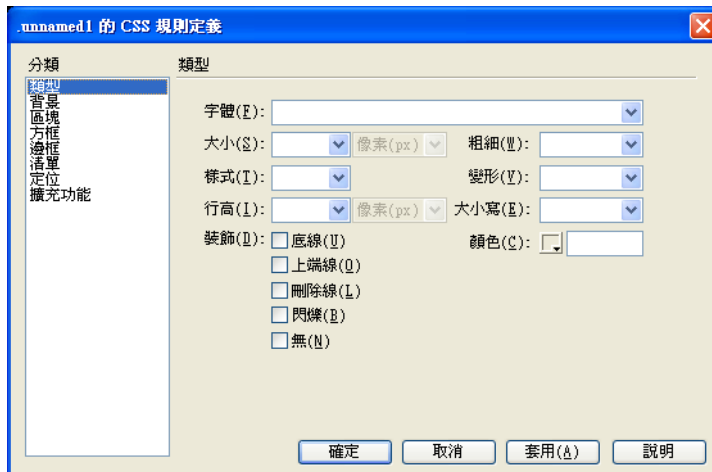 .unnamed1 的 CSS 規則定義
分類
類型
背景
區塊
方框
邊框
清單
定位
擴充功能
類型
字體(F):
大小(S): 像素(px) 粗細(W):
樣式(T): 變形(V):
行高(I): 像素(px) 大小寫(E):
裝飾(D): 底線(U) 顏色(C):
上端線(O)
刪除線(L)
閃爍(B)
無(N)
確定 取消 套用(A) 說明